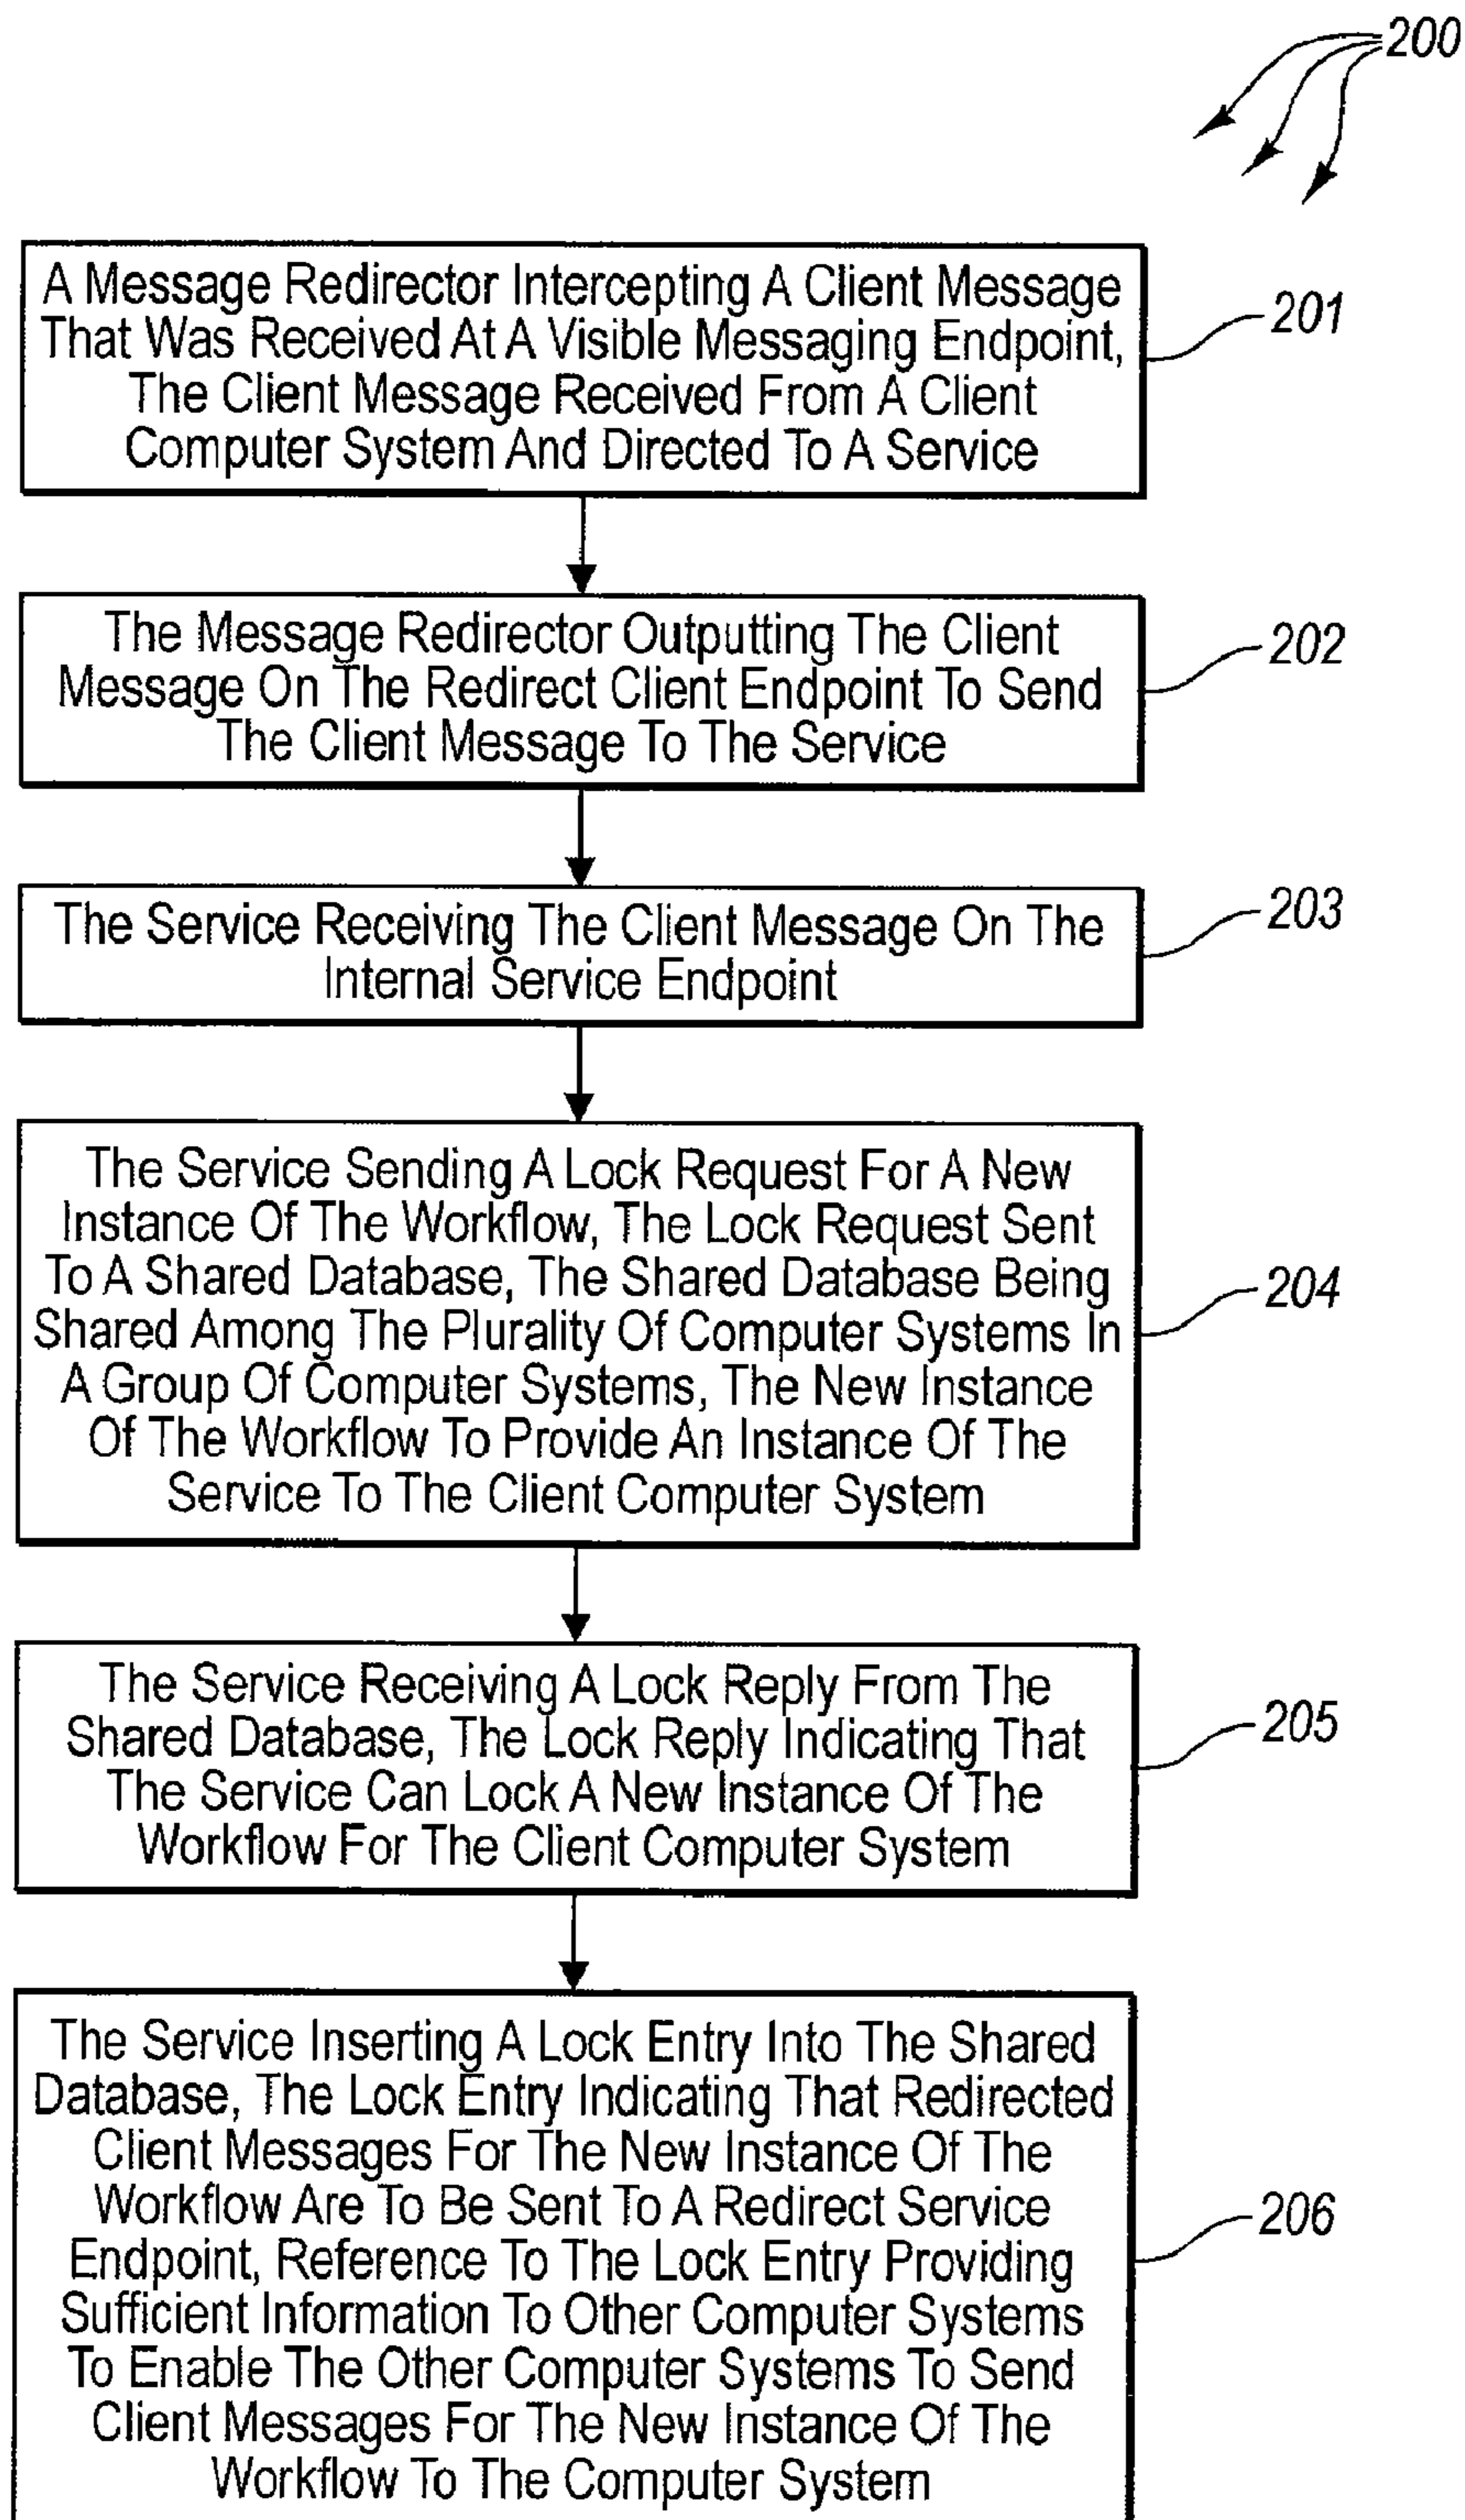 200
A Message Redirector Intercepting A Client Message
That Was Received At A Visible Messaging Endpoint,
The Client Message Received From A Client
Computer System And Directed To A Service
201
The Message Redirector Outputting The Client
Message On The Redirect Client Endpoint To Send
The Client Message To The Service
202
The Service Receiving The Client Message On The
Internal Service Endpoint
203
The Service Sending A Lock Request For A New
Instance Of The Workflow, The Lock Request Sent
To A Shared Database, The Shared Database Being
Shared Among The Plurality Of Computer Systems In
A Group Of Computer Systems, The New Instance
Of The Workflow To Provide An Instance Of The
Service To The Client Computer System
204
The Service Receiving A Lock Reply From The
Shared Database, The Lock Reply Indicating That
The Service Can Lock A New Instance Of The
Workflow For The Client Computer System
205
The Service Inserting A Lock Entry Into The Shared
Database, The Lock Entry Indicating That Redirected
Client Messages For The New Instance Of The
Workflow Are To Be Sent To A Redirect Service
Endpoint, Reference To The Lock Entry Providing
Sufficient Information To Other Computer Systems
To Enable The Other Computer Systems To Send
Client Messages For The New Instance Of The
Workflow To The Computer System
206